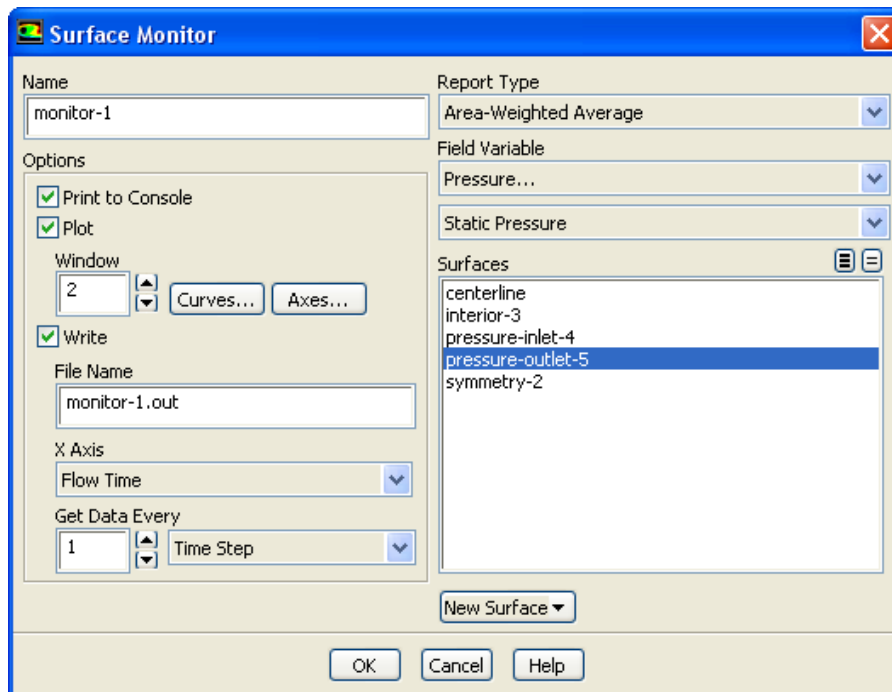 Surface Monitor
Name
monitor-1
Options
Print to Console
Plot
Window
2
Curves...
Axes...
Write
File Name
monitor-1.out
X Axis
Flow Time
Get Data Every
1
Time Step
Report Type
Area-Weighted Average
Field Variable
Pressure...
Static Pressure
Surfaces
centerline
interior-3
pressure-inlet-4
pressure-outlet-5
symmetry-2
New Surface
OK
Cancel
Help